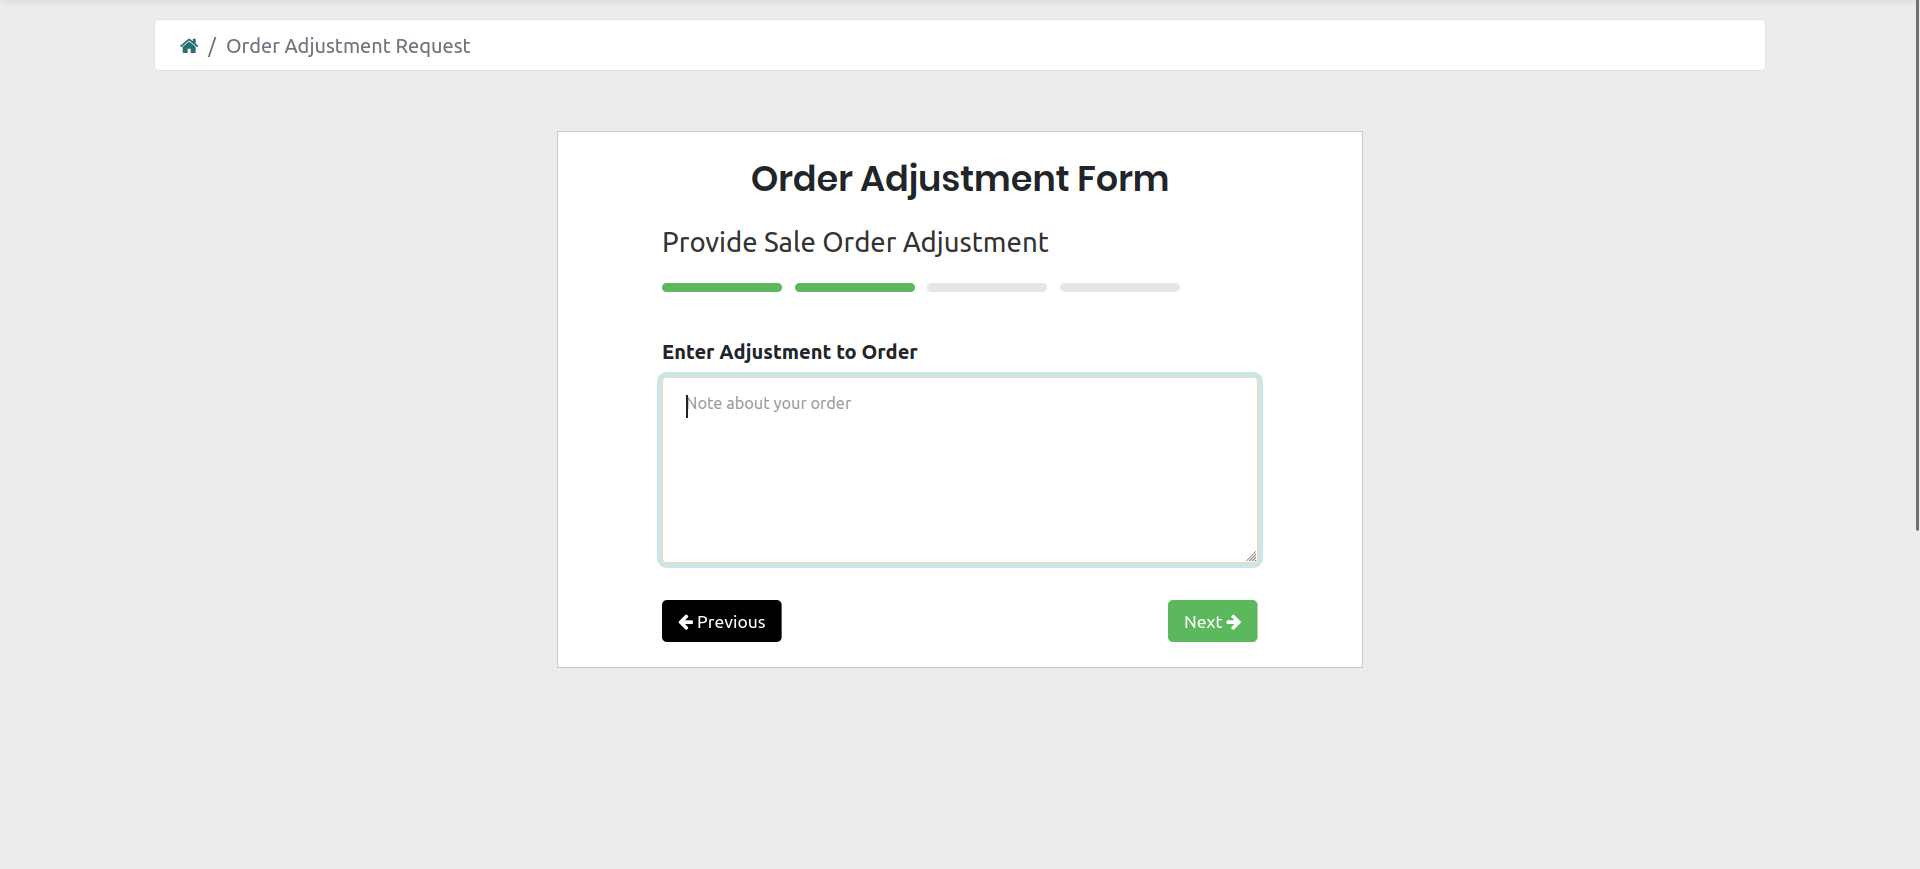 / Order Adjustment Request
Order Adjustment Form
Provide Sale Order Adjustment
Enter Adjustment to Order
Note about your order
Previous
Next